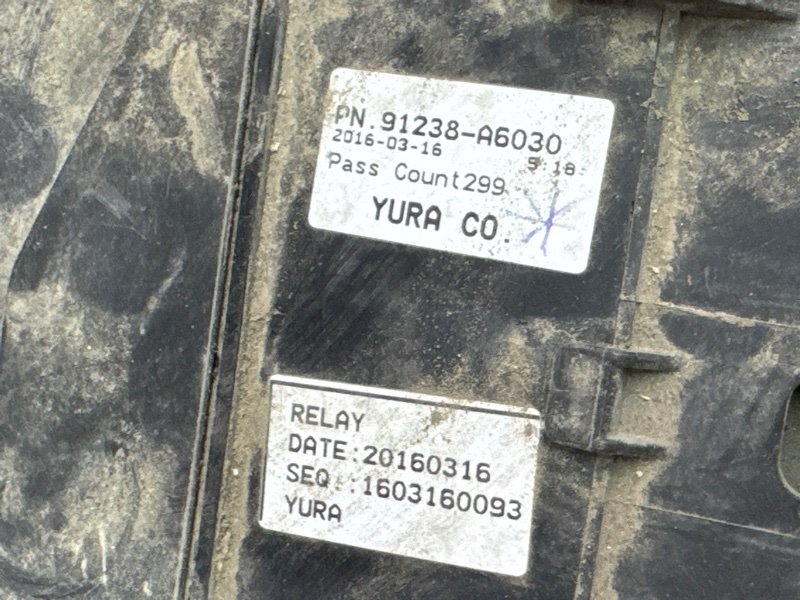 PN.91238-A6030
2016-03-16 5:18
Pass Count299
YURA CO.
RELAY
DATE:20160316
SEQ :1603160093
YURA